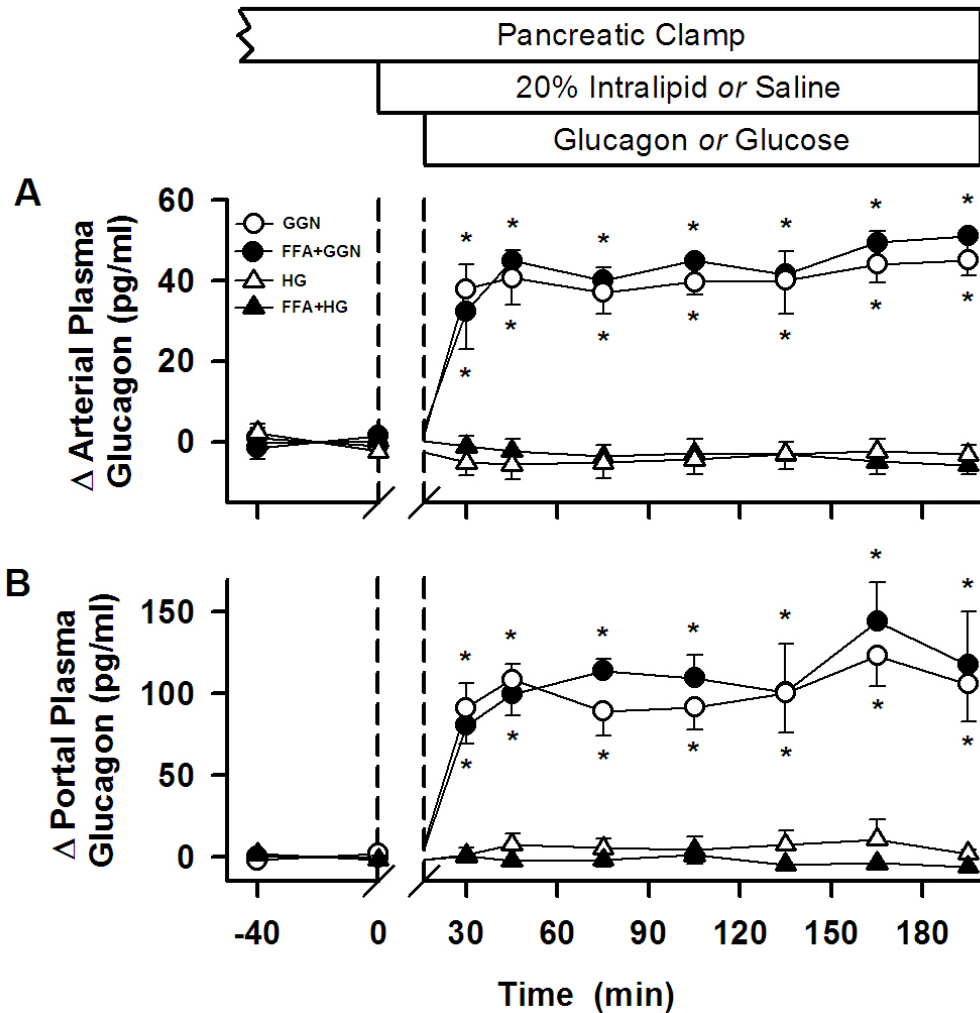 Pancreatic Clamp
20% Intralipid or Saline
Glucagon or Glucose
A
Δ Arterial Plasma
Glucagon (pg/ml)
60
40
20
0
GGN
FFA+GGN
HG
FFA+HG
* * * * * * *
* * * * * * *
B
Δ Portal Plasma
Glucagon (pg/ml)
150
100
50
0
* * * * * * *
* * * * * * *
-40 0 30 60 90 120 150 180
Time (min)